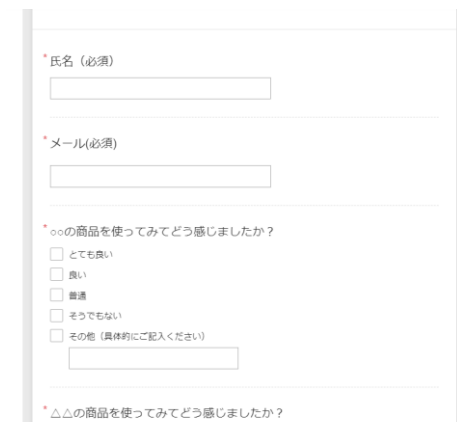 *氏名（必須）
*メール(必須)
*○○の商品を使ってみてどう感じましたか？
とても良い
良い
普通
そうでもない
その他（具体的にご記入ください）
*△△の商品を使ってみてどう感じましたか？